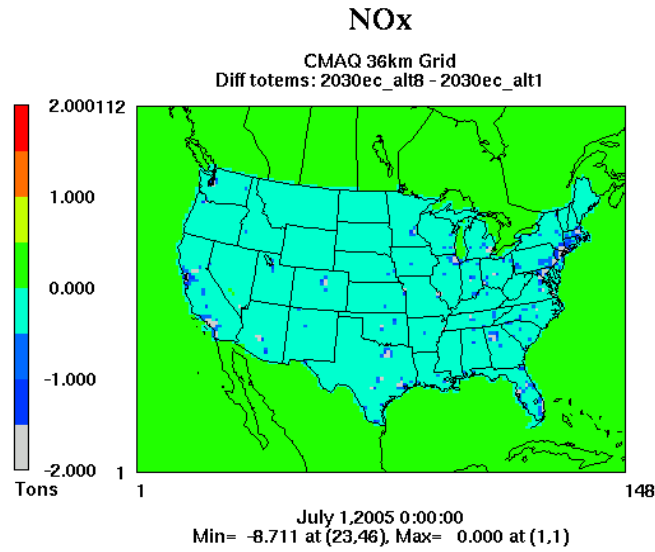 NOx
CMAQ 36km Grid
Diff totems: 2030ec_alt8 - 2030ec_alt1
2.000
1.000
0.000
-1.000
-2.000
Tons
112
1
1
148
July 1,2005 0:00:00
Min= -8.711 at (23,46), Max= 0.000 at (1,1)